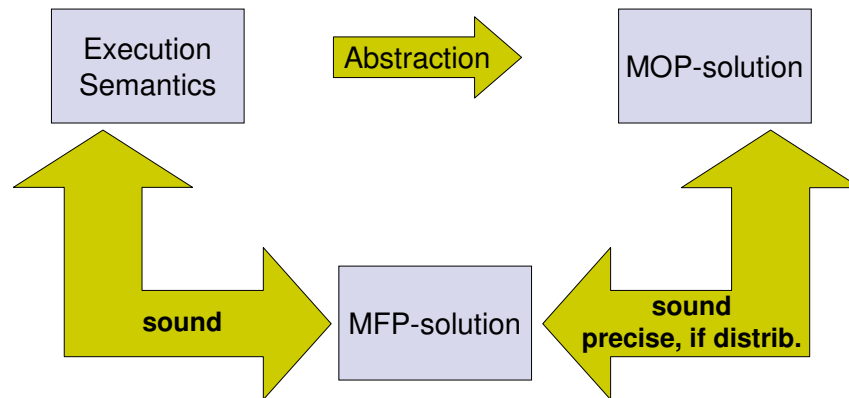 Execution
Semantics
Abstraction
MOP-solution
sound
MFP-solution
sound
precise, if distrib.